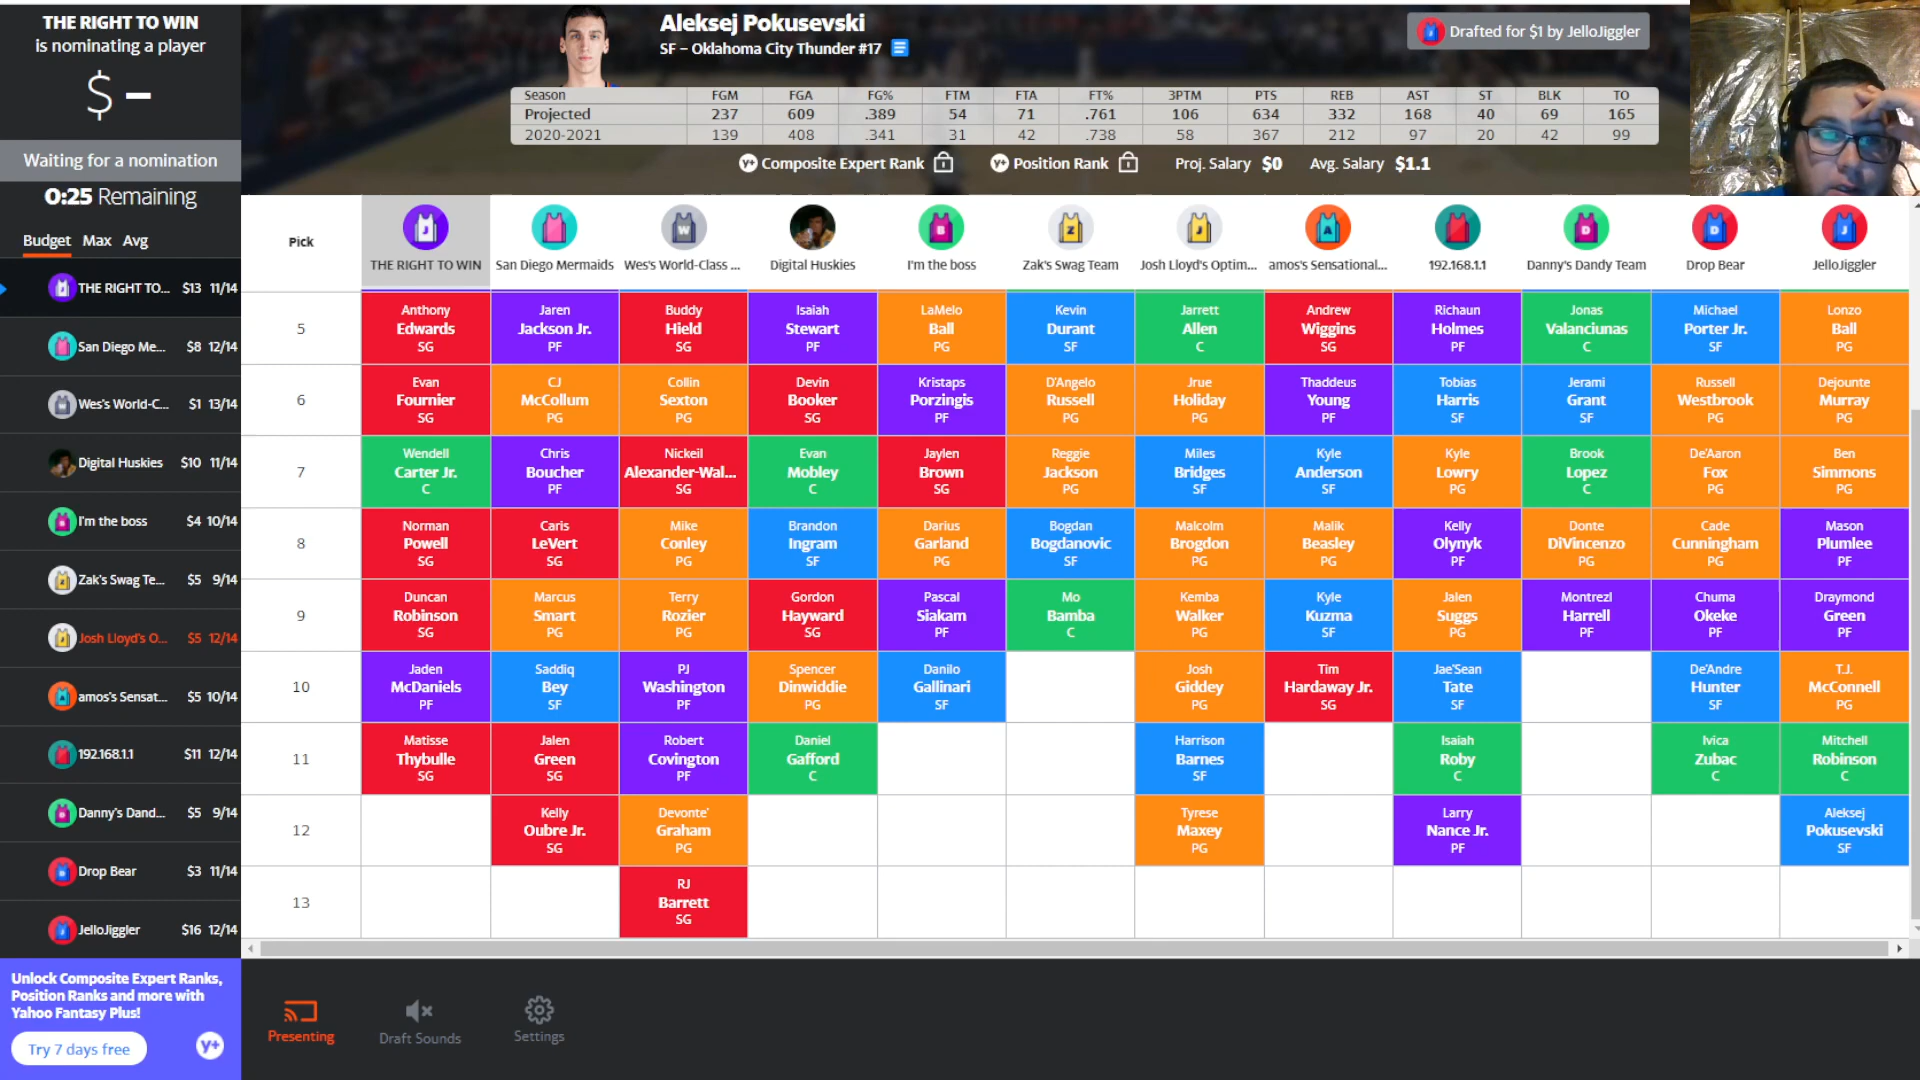 THE RIGHT TO WIN
is nominating a player
$ –
Waiting for a nomination
0:25 Remaining
Budget Max Avg
THE RIGHT TO... $13 11/14
San Diego Me... $8 12/14
Wes's World-C... $1 13/14
Digital Huskies $10 11/14
I'm the boss $4 10/14
Zak's Swag Te... $5 9/14
Josh Lloyd's O... $5 12/14
amos's Sensat... $5 10/14
192.168.1.1 $11 12/14
Danny's Dand... $5 9/14
Drop Bear $3 11/14
JelloJiggler $16 12/14
Unlock Composite Expert Ranks,
Position Ranks and more with
Yahoo Fantasy Plus!
Try 7 days free y+
Aleksej Pokusevski
SF – Oklahoma City Thunder #17
Drafted for $1 by JelloJiggler
Season FGM FGA FG% FTM FTA FT% 3PTM PTS REB AST ST BLK TO
Projected 237 609 .389 54 71 .761 106 634 332 168 40 69 165
2020-2021 139 408 .341 31 42 .738 58 367 212 97 20 42 99
y+ Composite Expert Rank y+ Position Rank Proj. Salary $0 Avg. Salary $1.1
J W B Z J A D D J
Pick THE RIGHT TO WIN San Diego Mermaids Wes's World-Class ... Digital Huskies I'm the boss Zak's Swag Team Josh Lloyd's Optim... amos's Sensational... 192.168.1.1 Danny's Dandy Team Drop Bear JelloJiggler
Anthony Jaren Buddy Isaiah LaMelo Kevin Jarrett Andrew Richaun Jonas Michael Lonzo
5 Edwards Jackson Jr. Hield Stewart Ball Durant Allen Wiggins Holmes Valanciunas Porter Jr. Ball
SG PF SG PF PG SF C SG PF C SF PG
Evan CJ Collin Devin Kristaps D'Angelo Jrue Thaddeus Tobias Jerami Russell Dejounte
6 Fournier McCollum Sexton Booker Porzingis Russell Holiday Young Harris Grant Westbrook Murray
SG PG PG SG PF PG PG PF SF SF PG PG
Wendell Chris Nickeil Evan Jaylen Reggie Miles Kyle Kyle Brook De'Aaron Ben
7 Carter Jr. Boucher Alexander-Wal... Mobley Brown Jackson Bridges Anderson Lowry Lopez Fox Simmons
C PF SG C SG PG SF SF PG C PG PG
Norman Caris Mike Brandon Darius Bogdan Malcolm Malik Kelly Donte Cade Mason
8 Powell LeVert Conley Ingram Garland Bogdanovic Brogdon Beasley Olynyk DiVincenzo Cunningham Plumlee
SG SG PG SF PG SF PG PG PF PG PG PF
Duncan Marcus Terry Gordon Pascal Mo Kemba Kyle Jalen Montrezl Chuma Draymond
9 Robinson Smart Rozier Hayward Siakam Bamba Walker Kuzma Suggs Harrell Okeke Green
SG PG PG SG PF C PG SF PG PF PF PF
Jaden Saddiq PJ Spencer Danilo Josh Tim Jae'Sean De'Andre T.J.
10 McDaniels Bey Washington Dinwiddie Gallinari Giddey Hardaway Jr. Tate Hunter McConnell
PF SF PF PG SF PG SG SF SF PG
Matisse Jalen Robert Daniel Harrison Isaiah Ivica Mitchell
11 Thybulle Green Covington Gafford Barnes Roby Zubac Robinson
SG SG PF C SF C C C
Kelly Devonte' Tyrese Larry Aleksej
12 Oubre Jr. Graham Maxey Nance Jr. Pokusevski
SG PG PG PF SF
RJ
13 Barrett
SG
Presenting Draft Sounds Settings